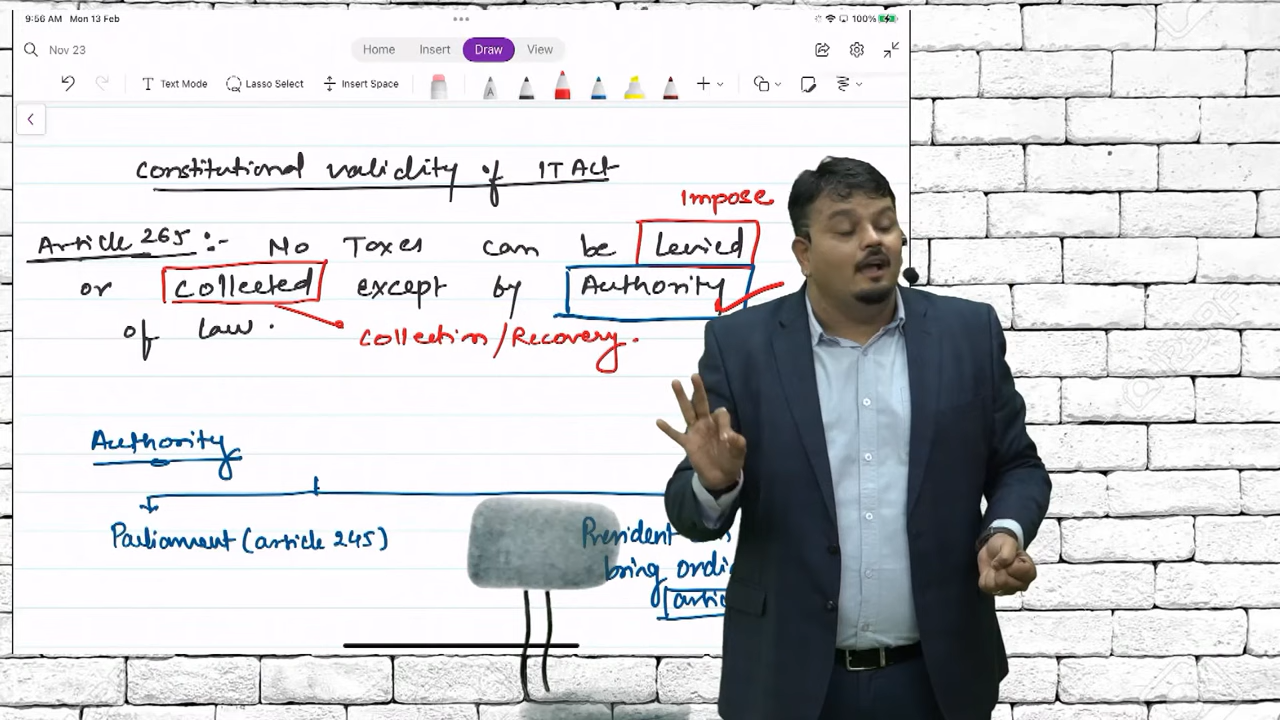 9:56 AM Mon 13 Feb
100%
Nov 23
Home Insert Draw View
Text Mode Lasso Select Insert Space
Constitutional validity of IT Act
Impose
Article 265 :- No Taxes can be Levied
or collected except by Authority
of law.
collection/Recovery.
Authority
Parliament (article 245)
President
bring